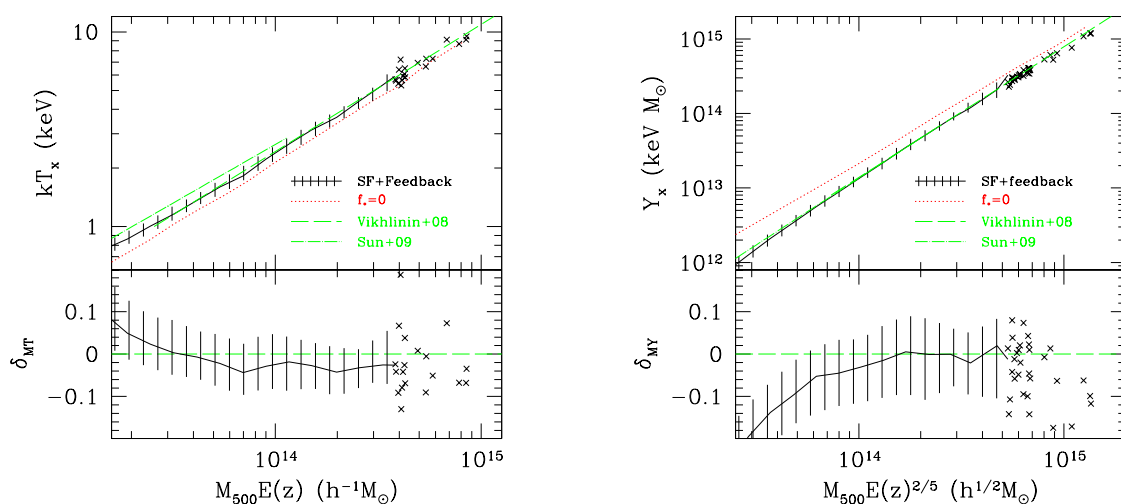 10
1
kT_x (keV)
SF+Feedback
f_*=0
Vikhlinin+08
Sun+09
0.1
0
−0.1
δ_MT
10^14
10^15
M_500E(z) (h^−1M_⊙)
10^15
10^14
10^13
10^12
Y_x (keV M_⊙)
SF+feedback
f_*=0
Vikhlinin+08
Sun+09
0.1
0
−0.1
δ_MY
10^14
10^15
M_500E(z)^2/5 (h^1/2M_⊙)